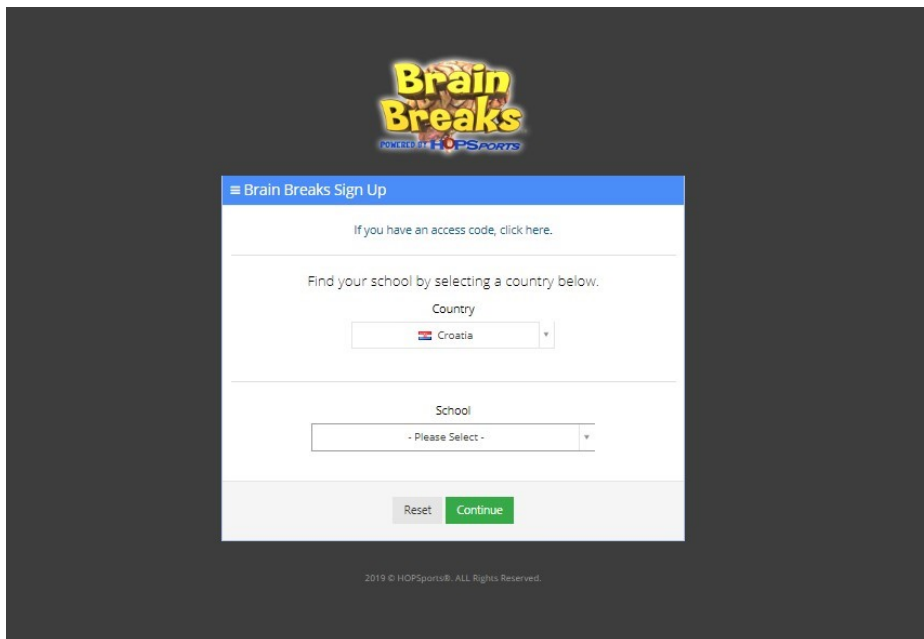 Brain
Breaks
POWERED BY HOPSPORTS
Brain Breaks Sign Up
If you have an access code, click here.
Find your school by selecting a country below.
Country
Croatia
School
- Please Select -
Reset Continue
2019 © HOPSports®. ALL Rights Reserved.